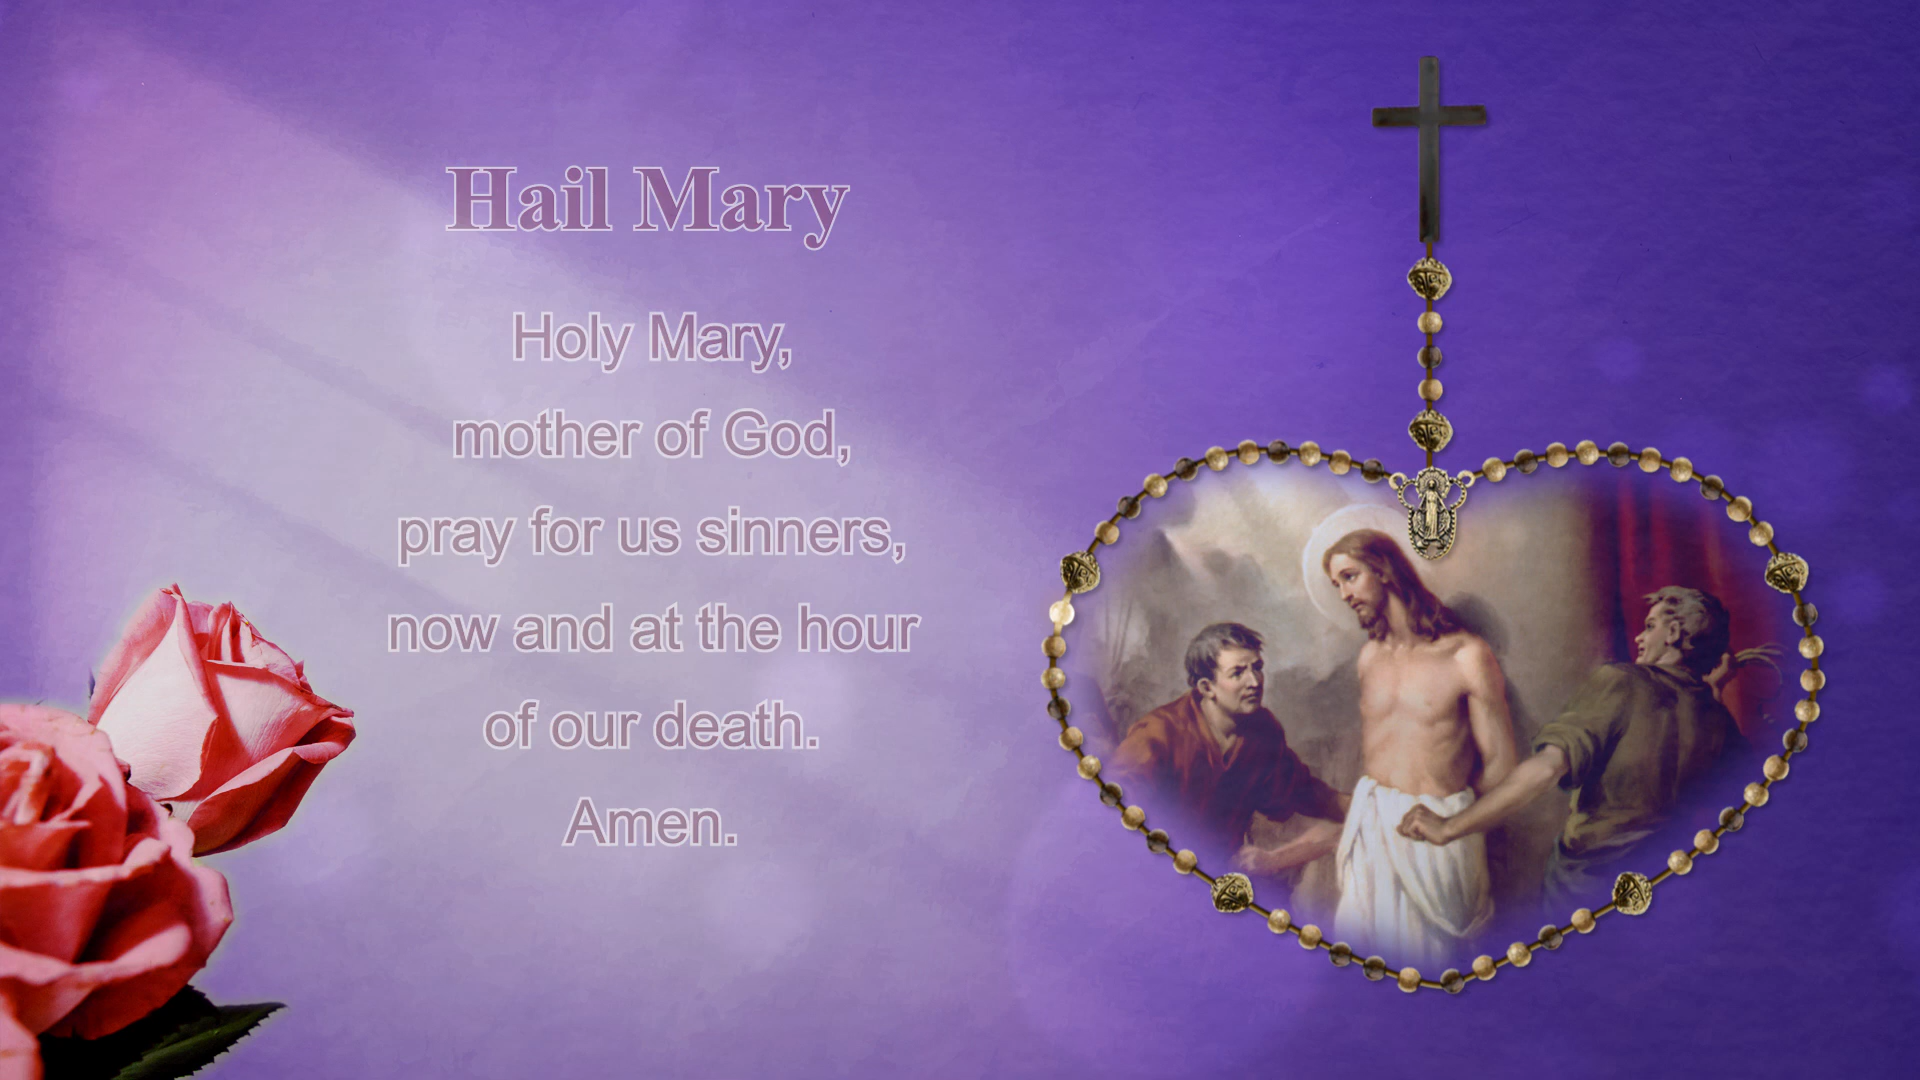 Hail Mary
Holy Mary,
mother of God,
pray for us sinners,
now and at the hour
of our death.
Amen.